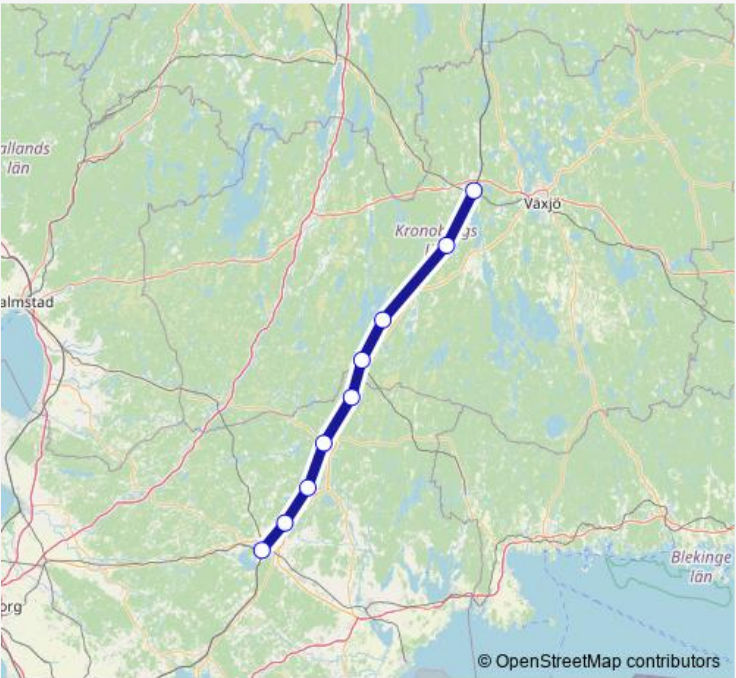 allands
län
Växjö
Kronobergs
almstad
Blekinge
län
org
© OpenStreetMap contributors